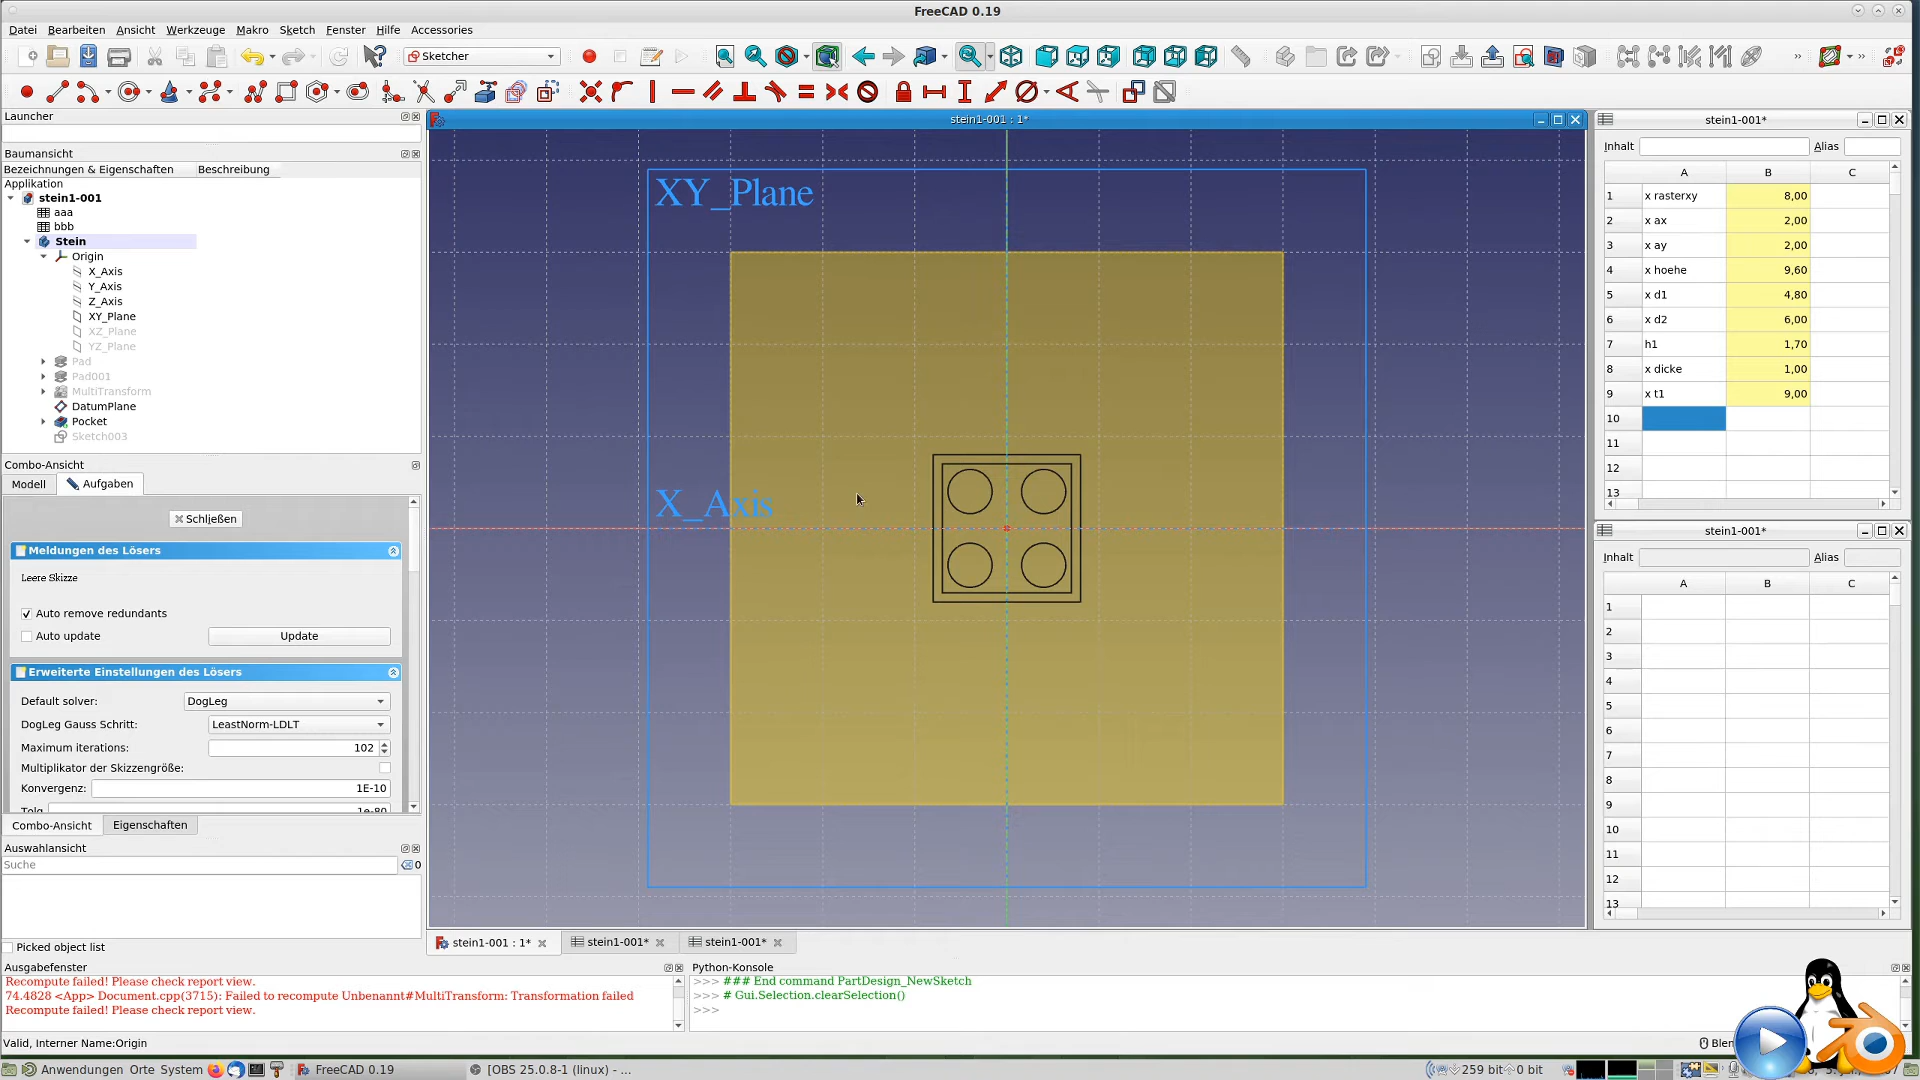 FreeCAD 0.19
Datei Bearbeiten Ansicht Werkzeuge Makro Sketch Fenster Hilfe Accessories
Sketcher
Launcher
Baumansicht
Bezeichnungen & Eigenschaften Beschreibung
Applikation
stein1-001
aaa
bbb
Stein
Origin
X_Axis
Y_Axis
Z_Axis
XY_Plane
XZ_Plane
YZ_Plane
Pad
Pad001
MultiTransform
DatumPlane
Pocket
Sketch003
Combo-Ansicht
Modell Aufgaben
Schließen
Meldungen des Lösers
Leere Skizze
Auto remove redundants
Auto update Update
Erweiterte Einstellungen des Lösers
Default solver: DogLeg
DogLeg Gauss Schritt: LeastNorm-LDLT
Maximum iterations: 102
Multiplikator der Skizzengröße:
Konvergenz: 1E-10
Combo-Ansicht Eigenschaften
Auswahlansicht
Suche 0
Picked object list
stein1-001 : 1*
XY_Plane
X_Axis
stein1-001 : 1* stein1-001* stein1-001*
stein1-001*
Inhalt Alias
A B C
1 x rasterxy 8,00
2 x ax 2,00
3 x ay 2,00
4 x hoehe 9,60
5 x d1 4,80
6 x d2 6,00
7 h1 1,70
8 x dicke 1,00
9 x t1 9,00
10
11
12
13
stein1-001*
Inhalt Alias
A B C
1
2
3
4
5
6
7
8
9
10
11
12
13
Ausgabefenster
Recompute failed! Please check report view.
74.4828 <App> Document.cpp(3715): Failed to recompute Unbenannt#MultiTransform: Transformation failed
Recompute failed! Please check report view.
Python-Konsole
>>> ### End command PartDesign_NewSketch
>>> # Gui.Selection.clearSelection()
>>>
Valid, Internal Name:Origin
Anwendungen Orte System FreeCAD 0.19 [OBS 25.0.8-1 (linux) - ... 259 bit 0 bit